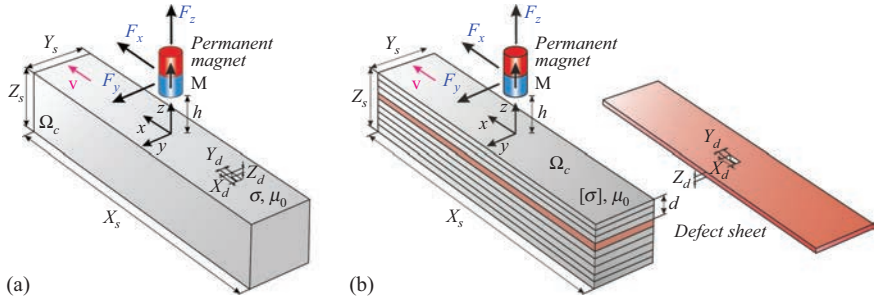 F_z
F_x
Permanent
magnet
Y_s
v
F_y
M
Z_s
z
h
x
y
Ω_c
Y_d
Z_d
X_d
σ, μ_0
X_s
(a)
F_z
F_x
Permanent
magnet
Y_s
v
F_y
M
Z_s
z
h
x
y
Ω_c
[σ], μ_0
d
X_s
Y_d
X_d
Z_d
Defect sheet
(b)